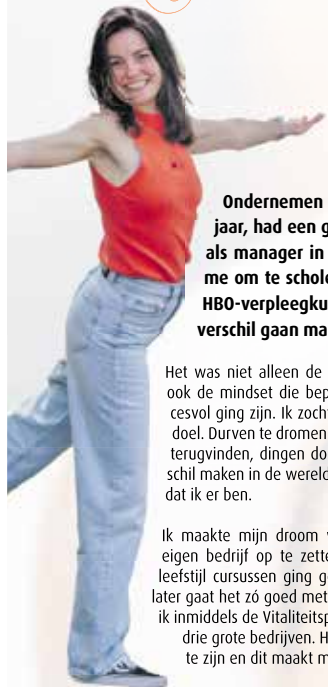 Ondernemen
jaar, had een g
als manager in
me om te schole
HBO-verpleegku
verschil gaan ma
Het was niet alleen de
ook de mindset die bep
cesvol ging zijn. Ik zocht
doel. Durven te dromen
terugvinden, dingen do
schil maken in de wereld
dat ik er ben.
Ik maakte mijn droom
eigen bedrijf op te zette
leefstijl cursussen ging g
later gaat het zó goed met
ik inmiddels de Vitaliteitsp
drie grote bedrijven. H
te zijn en dit maakt m